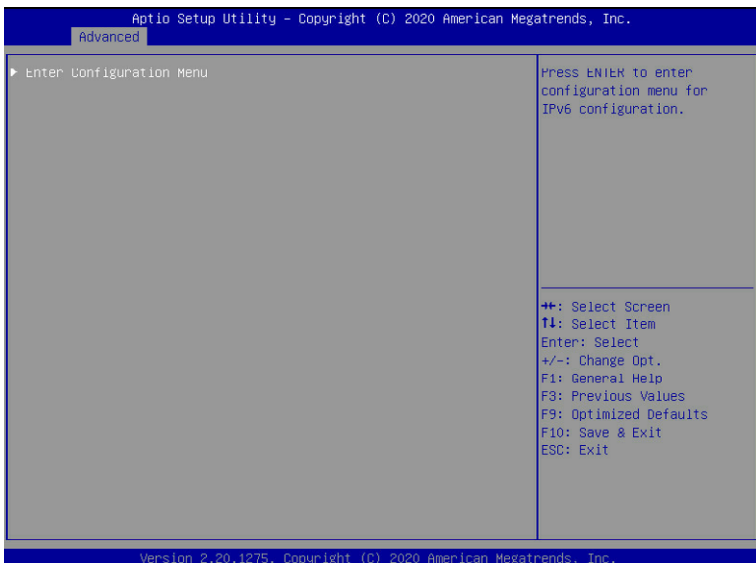 Aptio Setup Utility – Copyright (C) 2020 American Megatrends, Inc.
Advanced
▶ Enter Configuration Menu
Press ENTER to enter
configuration menu for
IPv6 configuration.
→←: Select Screen
↑↓: Select Item
Enter: Select
+/-: Change Opt.
F1: General Help
F3: Previous Values
F9: Optimized Defaults
F10: Save & Exit
ESC: Exit
Version 2.20.1275. Copyright (C) 2020 American Megatrends, Inc.